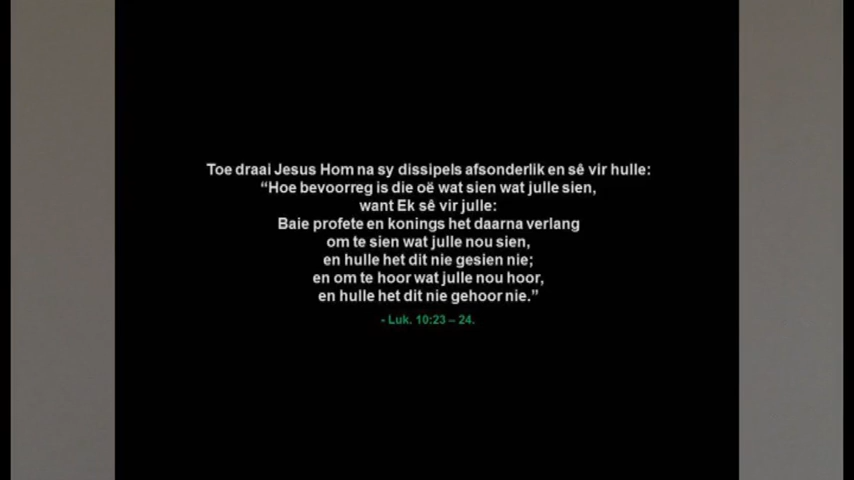 Toe draai Jesus Hom na sy dissipels afsonderlik en sê vir hulle:
“Hoe bevoorreg is die oë wat sien wat julle sien,
want Ek sê vir julle:
Baie profete en konings het daarna verlang
om te sien wat julle nou sien,
en hulle het dit nie gesien nie;
en om te hoor wat julle nou hoor,
en hulle het dit nie gehoor nie.”
- Luk. 10:23 – 24.